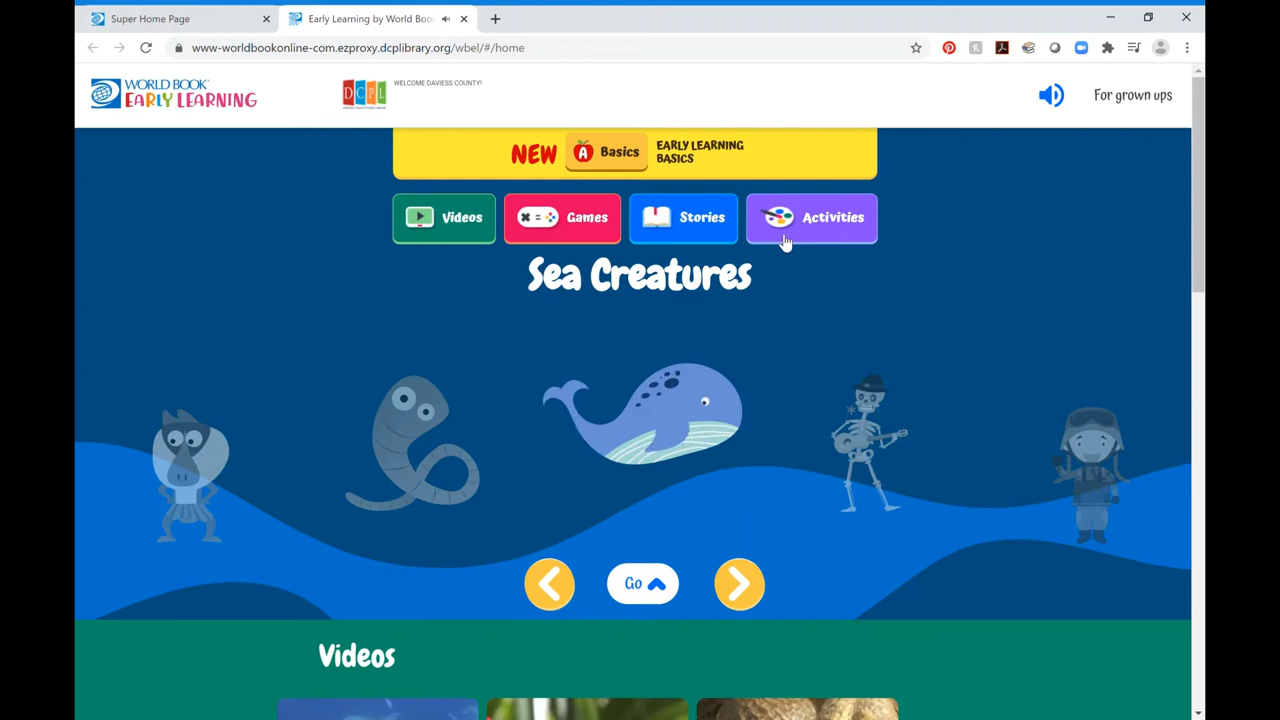 Super Home Page
Early Learning by World Boo
www-worldbookonline-com.ezproxy.dcplibrary.org/wbel/#/home
WORLD BOOK
EARLY LEARNING
DCPL
WELCOME DAVIESS COUNTY!
For grown ups
NEW
A Basics
EARLY LEARNING
BASICS
Videos
Games
Stories
Activities
Sea Creatures
Go
Videos